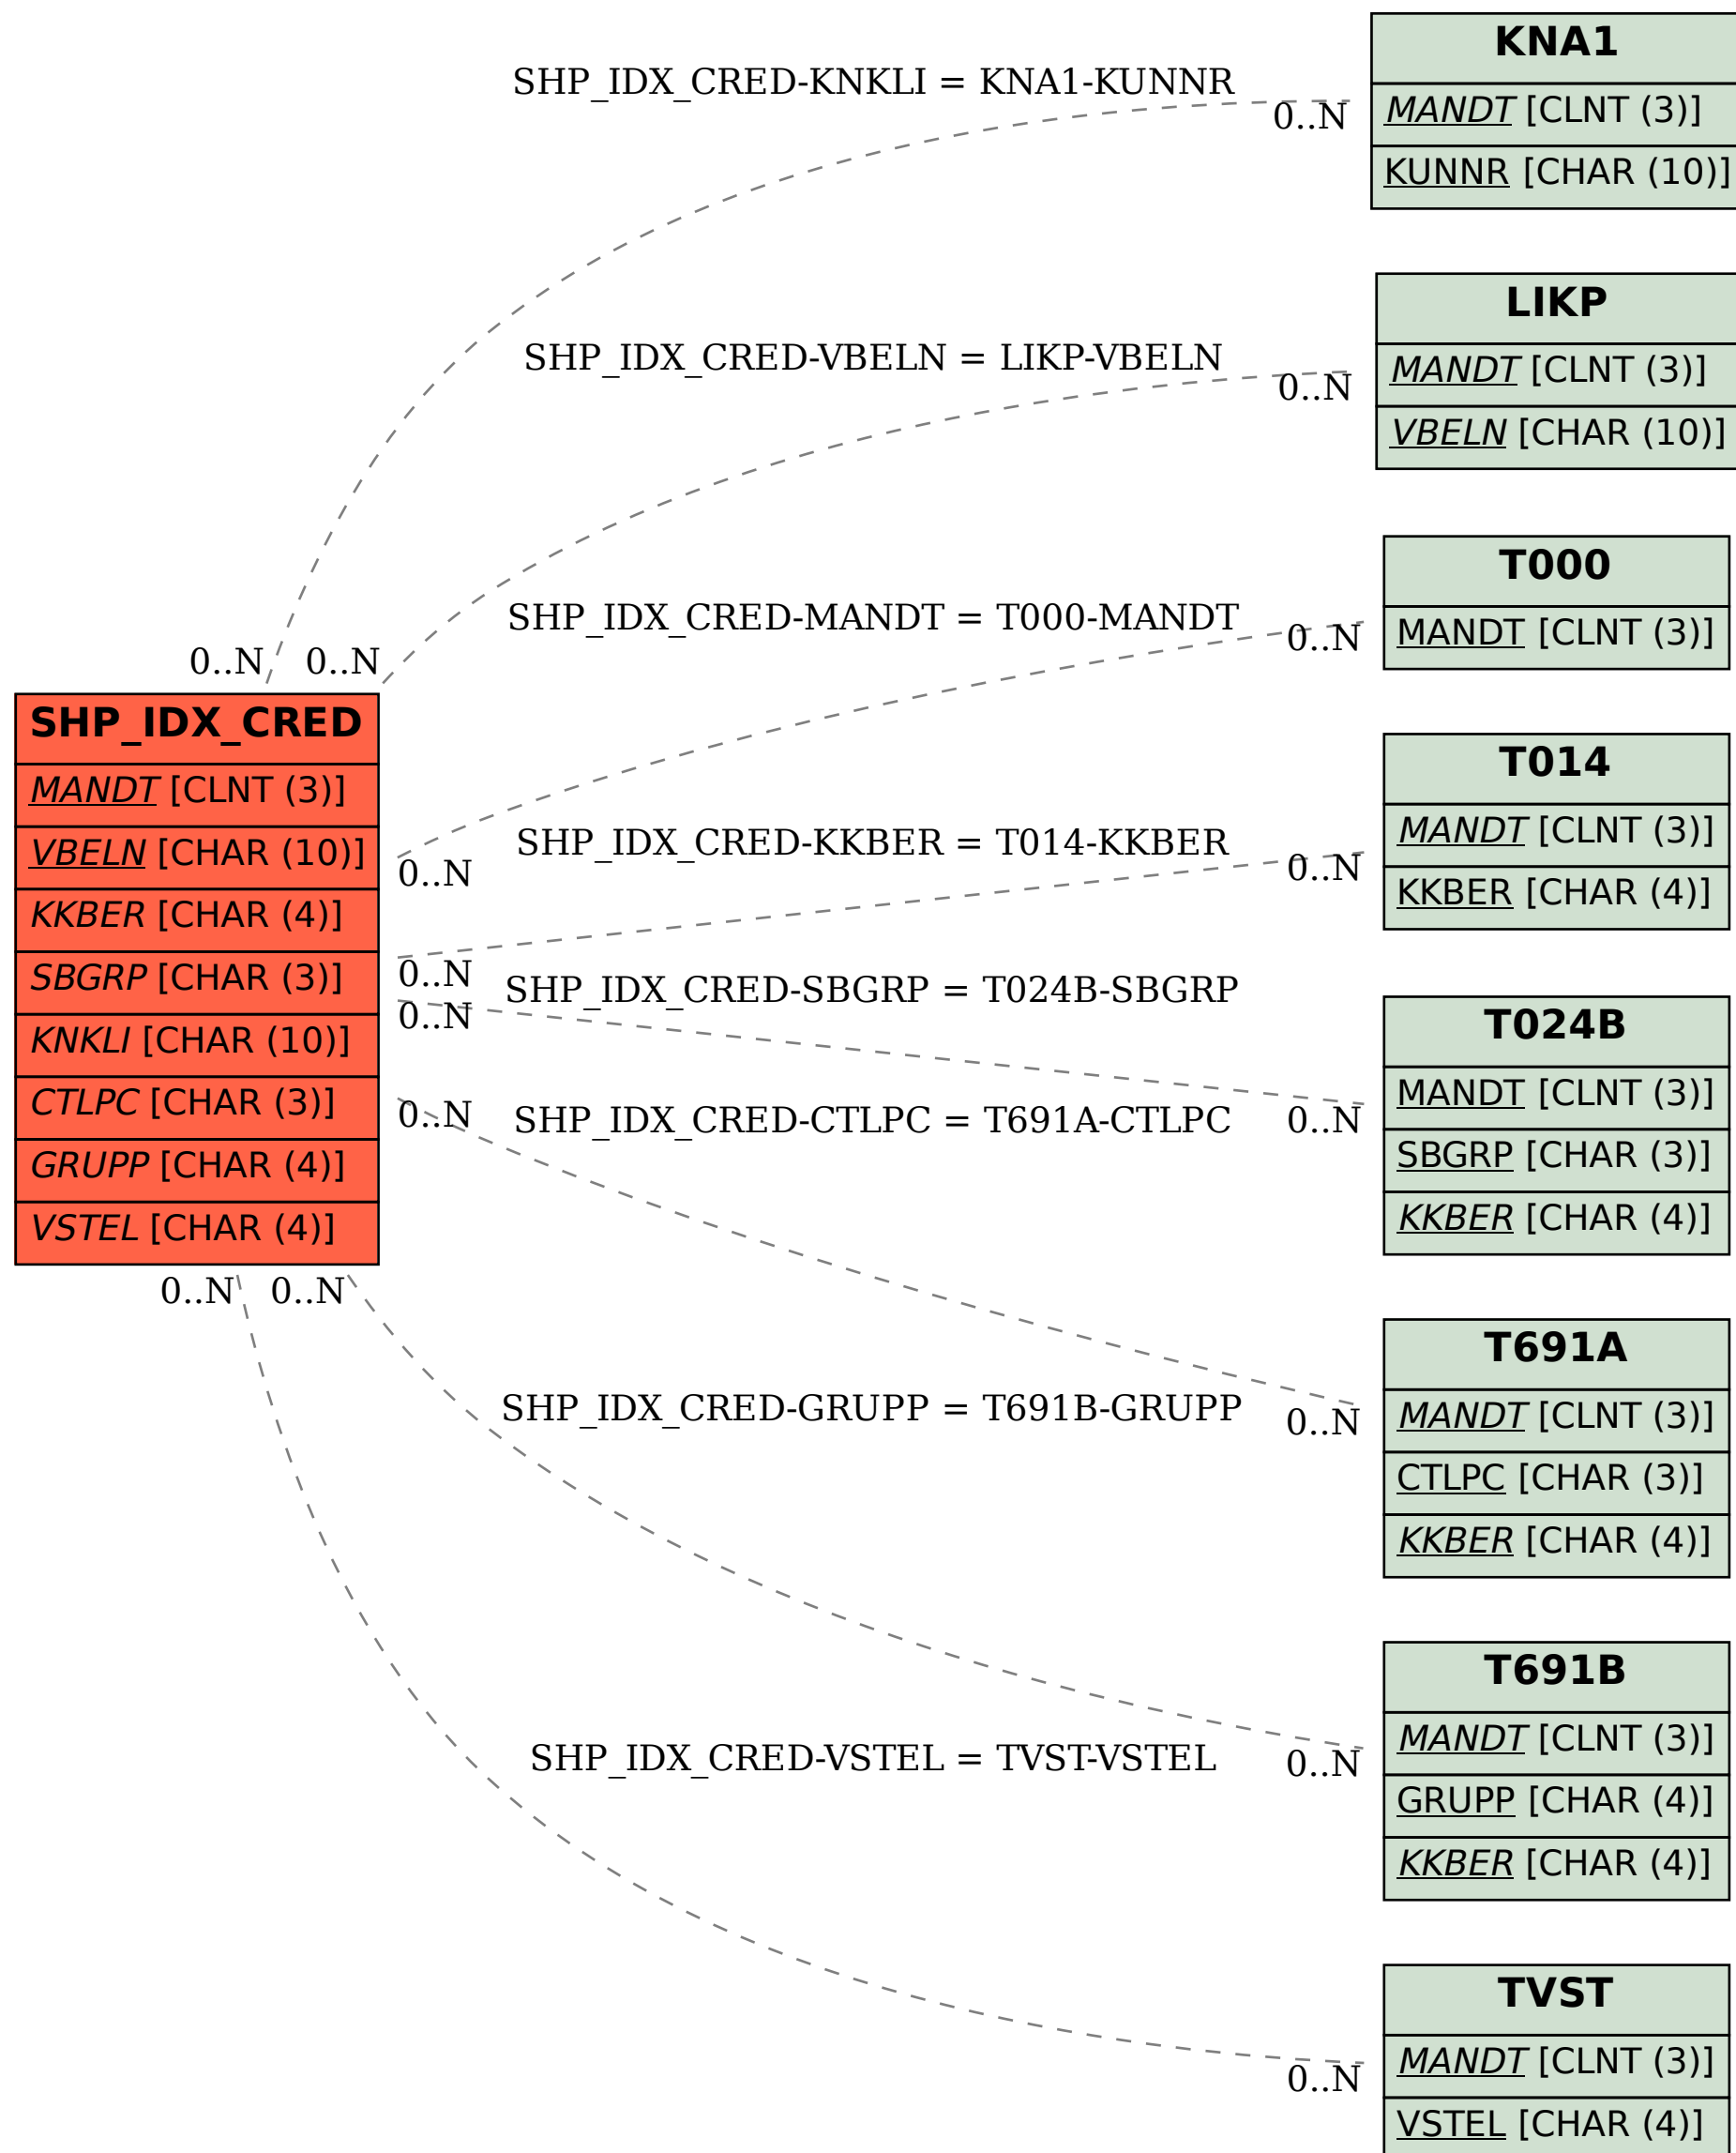 KNA1
SHP_IDX_CRED-KNKLI = KNA1-KUNNR
MANDT [CLNT (3)]
0..N
KUNNR [CHAR (10)]
LIKP
SHP_IDX_CRED-VBELN = LIKP-VBELN
MANDT [CLNT (3)]
0..N
VBELN [CHAR (10)]
T000
SHP_IDX_CRED-MANDT = T000-MANDT
0..N
MANDT [CLNT (3)]
0..N 0..N
SHP_IDX_CRED
MANDT [CLNT (3)]
VBELN [CHAR (10)]
KKBER [CHAR (4)]
SBGRP [CHAR (3)]
KNKLI [CHAR (10)]
CTLPC [CHAR (3)]
GRUPP [CHAR (4)]
VSTEL [CHAR (4)]
0..N 0..N
T014
MANDT [CLNT (3)]
KKBER [CHAR (4)]
SHP_IDX_CRED-KKBER = T014-KKBER
0..N
0..N
0..N
SHP_IDX_CRED-SBGRP = T024B-SBGRP
0..N
T024B
MANDT [CLNT (3)]
SBGRP [CHAR (3)]
KKBER [CHAR (4)]
0..N
SHP_IDX_CRED-CTLPC = T691A-CTLPC
0..N
T691A
MANDT [CLNT (3)]
CTLPC [CHAR (3)]
KKBER [CHAR (4)]
SHP_IDX_CRED-GRUPP = T691B-GRUPP
0..N
T691B
MANDT [CLNT (3)]
GRUPP [CHAR (4)]
KKBER [CHAR (4)]
SHP_IDX_CRED-VSTEL = TVST-VSTEL
0..N
TVST
MANDT [CLNT (3)]
0..N
VSTEL [CHAR (4)]